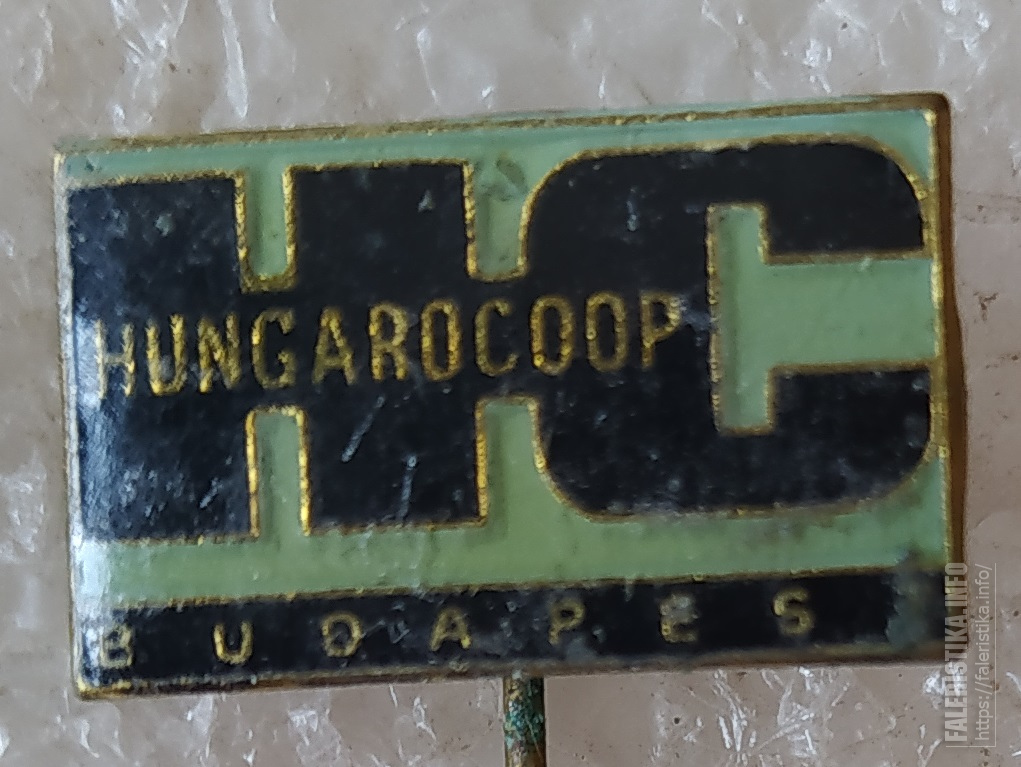 HC
HUNGAROCOOP
BUDAPES
FALERISTIKA.INFO
https://faleristika.info/